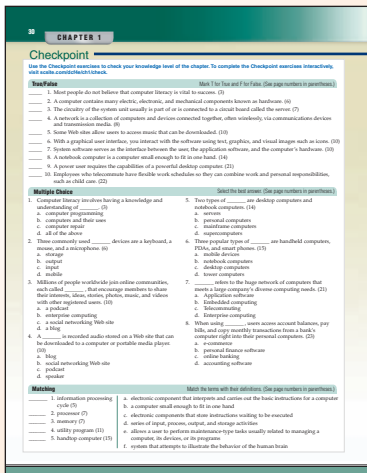 30
CHAPTER 1
Checkpoint
Use the Checkpoint exercises to check your knowledge level of the chapter. To complete the Checkpoint exercises interactively,
visit scsite.com/dcf4e/ch1/check.
True/False
Mark T for True and F for False. (See page numbers in parentheses.)
_____ 1. Most people do not believe that computer literacy is vital to success. (3)
_____ 2. A computer contains many electric, electronic, and mechanical components known as hardware. (6)
_____ 3. The circuitry of the system unit usually is part of or is connected to a circuit board called the server. (7)
_____ 4. A network is a collection of computers and devices connected together, often wirelessly, via communications devices
and transmission media. (8)
_____ 5. Some Web sites allow users to access music that can be downloaded. (10)
_____ 6. With a graphical user interface, you interact with the software using text, graphics, and visual images such as icons. (10)
_____ 7. System software serves as the interface between the user, the application software, and the computer's hardware. (10)
_____ 8. A notebook computer is a computer small enough to fit in one hand. (14)
_____ 9. A power user requires the capabilities of a powerful desktop computer. (21)
_____ 10. Employees who telecommute have flexible work schedules so they can combine work and personal responsibilities,
such as child care. (22)
Multiple Choice
Select the best answer. (See page numbers in parentheses.)
1. Computer literacy involves having a knowledge and
understanding of _____. (3)
a. computer programming
b. computers and their uses
c. computer repair
d. all of the above
2. Three commonly used _____ devices are a keyboard, a
mouse, and a microphone. (6)
a. storage
b. output
c. input
d. mobile
3. Millions of people worldwide join online communities,
each called _____, that encourage members to share
their interests, ideas, stories, photos, music, and videos
with other registered users. (10)
a. a podcast
b. enterprise computing
c. a social networking Web site
d. a blog
4. A _____ is recorded audio stored on a Web site that can
be downloaded to a computer or portable media player.
(10)
a. blog
b. social networking Web site
c. podcast
d. speaker
5. Two types of _____ are desktop computers and
notebook computers. (14)
a. servers
b. personal computers
c. mainframe computers
d. supercomputers
6. Three popular types of _____ are handheld computers,
PDAs, and smart phones. (15)
a. mobile devices
b. notebook computers
c. desktop computers
d. tower computers
7. _____ refers to the huge network of computers that
meets a large company's diverse computing needs. (21)
a. Application software
b. Embedded computing
c. Telecommuting
d. Enterprise computing
8. When using _____, users access account balances, pay
bills, and copy monthly transactions from a bank's
computer right into their personal computers. (23)
a. e-commerce
b. personal finance software
c. online banking
d. accounting software
Matching
Match the terms with their definitions. (See page numbers in parentheses.)
_____ 1. information processing
cycle (5)
_____ 2. processor (7)
_____ 3. memory (7)
_____ 4. utility program (11)
_____ 5. handtop computer (15)
a. electronic component that interprets and carries out the basic instructions for a computer
b. a computer small enough to fit in one hand
c. electronic components that store instructions waiting to be executed
d. series of input, process, output, and storage activities
e. allows a user to perform maintenance-type tasks usually related to managing a
computer, its devices, or its programs
f. system that attempts to illustrate the behavior of the human brain